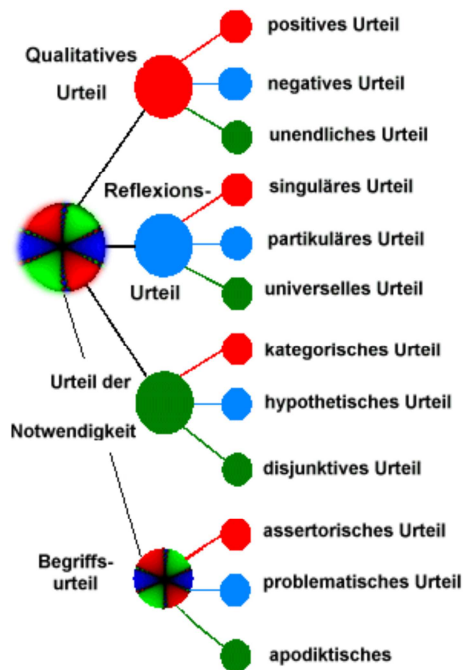 Qualitatives
Urteil
positives Urteil
negatives Urteil
unendliches Urteil
Reflexions-
Urteil
singuläres Urteil
partikuläres Urteil
universelles Urteil
Urteil der
Notwendigkeit
kategorisches Urteil
hypothetisches Urteil
disjunktives Urteil
Begriffs-
urteil
assertorisches Urteil
problematisches Urteil
apodiktisches